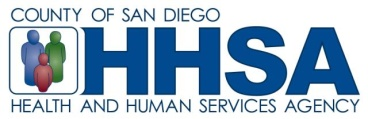 COUNTY OF SAN DIEGO
HHSA
HEALTH AND HUMAN SERVICES AGENCY